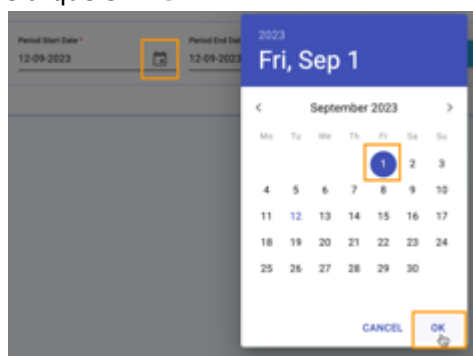 Period Start Date *
Period End Dat
12-09-2023
12-09-2023
2023
Fri, Sep 1
< September 2023 >
Mo Tu We Th Fr Sa Su
1 2 3
4 5 6 7 8 9 10
11 12 13 14 15 16 17
18 19 20 21 22 23 24
25 26 27 28 29 30
CANCEL OK